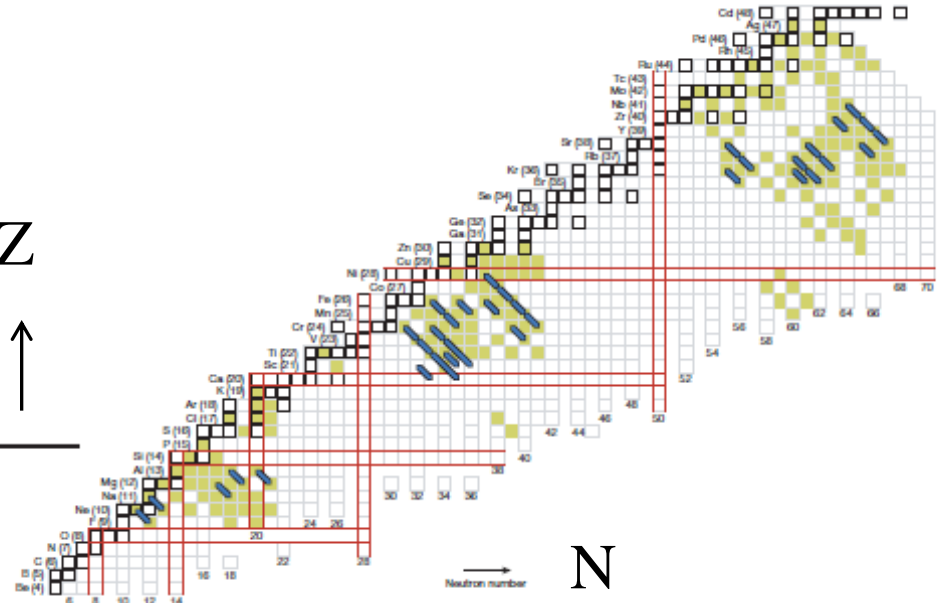 Cd (48)
Ag (47)
Pd (46)
Rh (45)
Ru (44)
Tc (43)
Mo (42)
Nb (41)
Zr (40)
Y (39)
Sr (38)
Rb (37)
Kr (36)
Br (35)
Se (34)
As (33)
Ge (32)
Ga (31)
Zn (30)
Cu (29)
Ni (28)
Co (27)
Fe (26)
Mn (25)
Cr (24)
V (23)
Ti (22)
Sc (21)
Ca (20)
K (19)
Ar (18)
Cl (17)
S (16)
P (15)
Si (14)
Al (13)
Mg (12)
Na (11)
Ne (10)
F (9)
O (8)
N (7)
C (6)
B (5)
Be (4)
Z
68 70
62 64 66
56 60
58
54
52
50
48
46
42 44
40
38
30 32 34 36
24 26
20
22 28
16 18
6 8 10 12 14
Neutron number
N